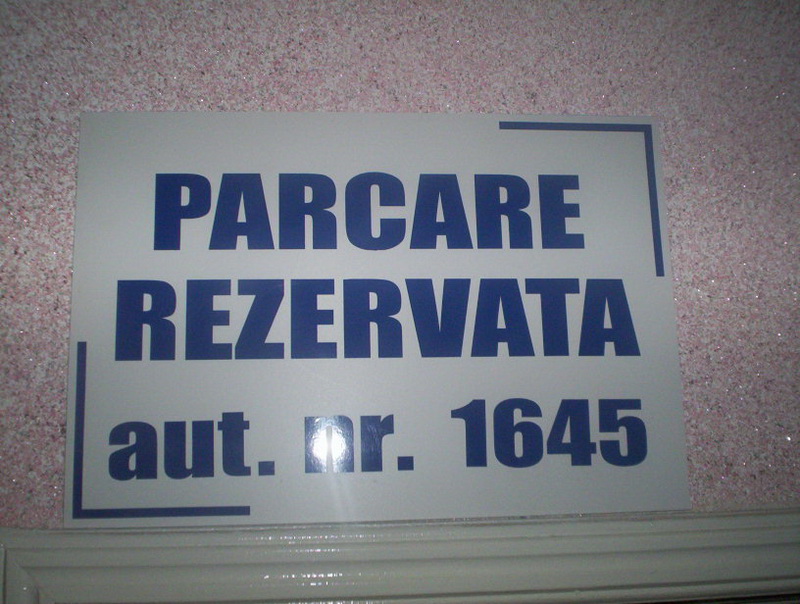 PARCARE
REZERVATA
aut. nr. 1645